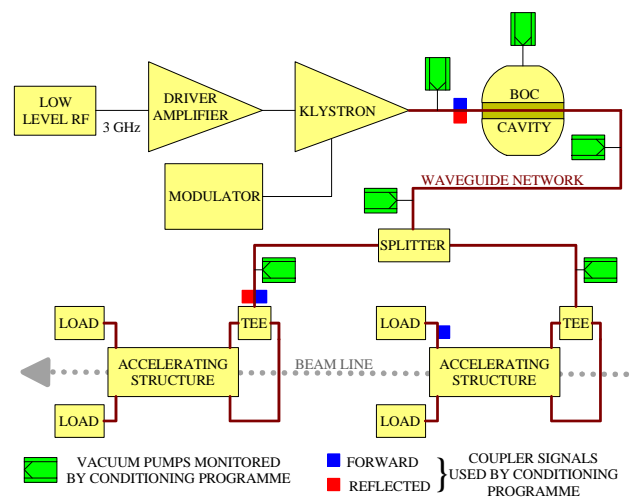 LOW
LEVEL RF
3 GHz
DRIVER
AMPLIFIER
KLYSTRON
BOC
CAVITY
MODULATOR
WAVEGUIDE NETWORK
SPLITTER
LOAD
TEE
LOAD
TEE
ACCELERATING
STRUCTURE
BEAM LINE
ACCELERATING
STRUCTURE
LOAD
LOAD
VACUUM PUMPS MONITORED
BY CONDITIONING PROGRAMME
FORWARD
REFLECTED
COUPLER SIGNALS
USED BY CONDITIONING
PROGRAMME